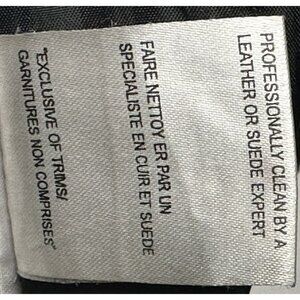 PROFESSIONALLY CLEAN BY A
LEATHER OR SUEDE EXPERT
FAIRE NETTOY ER PAR UN
SPECIALISTE EN CUIR ET SUEDE
"EXCLUSIVE OF TRIMS/
GARNITURES NON COMPRISES"